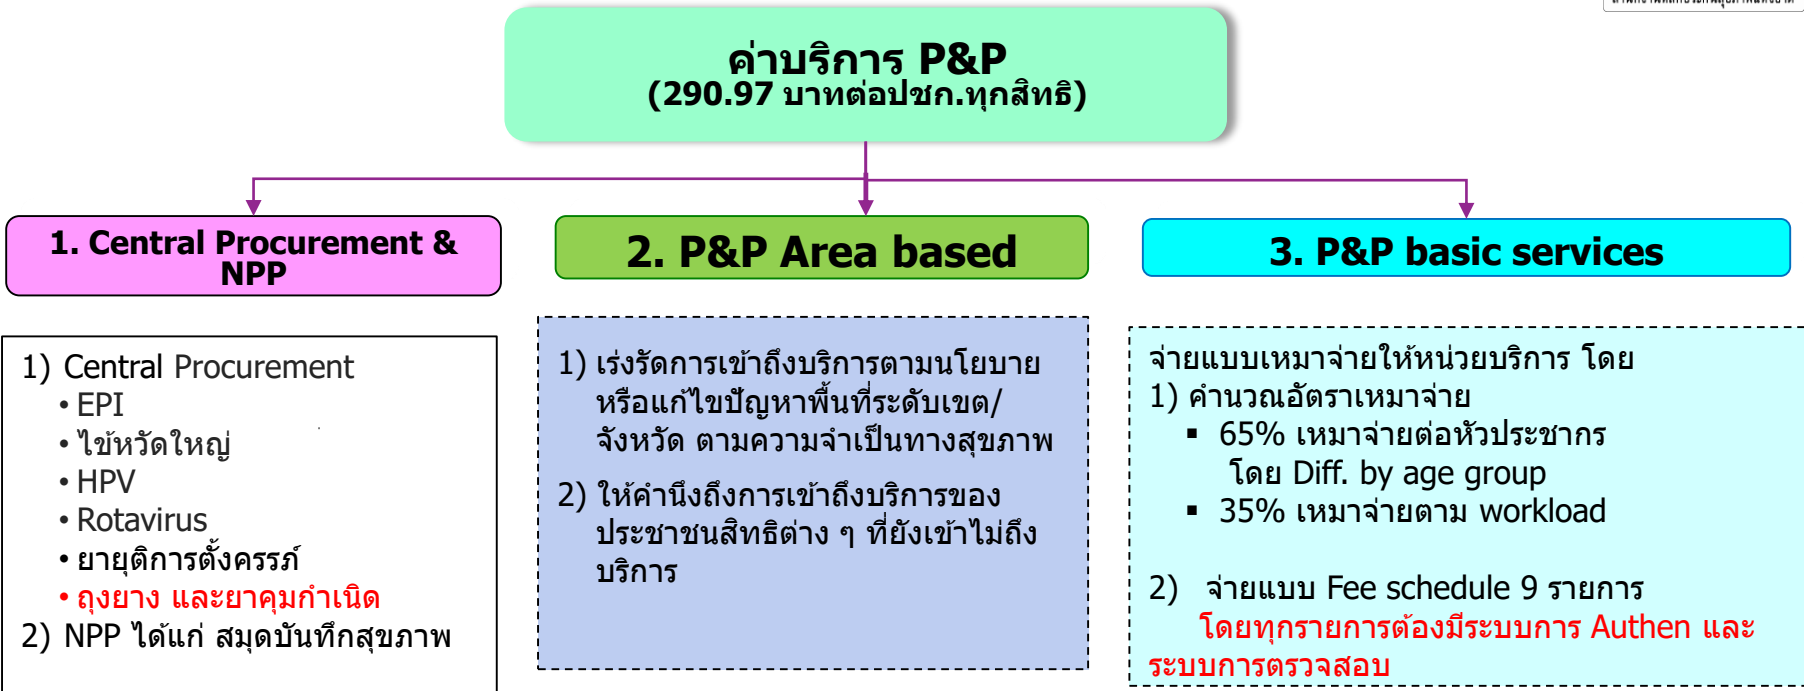 ค่าบริการ P&P
(290.97 บาทต่อปชก.ทุกสิทธิ)
1. Central Procurement &
NPP
1) Central Procurement
• EPI
• ไข้หวัดใหญ่
• HPV
• Rotavirus
• ยายุติการตั้งครรภ์
• ถุงยาง และยาคุมกำเนิด
2) NPP ได้แก่ สมุดบันทึกสุขภาพ
2. P&P Area based
1) เร่งรัดการเข้าถึงบริการตามนโยบาย
หรือแก้ไขปัญหาพื้นที่ระดับเขต/
จังหวัด ตามความจำเป็นทางสุขภาพ
2) ให้คำนึงถึงการเข้าถึงบริการของ
ประชาชนสิทธิต่าง ๆ ที่ยังเข้าไม่ถึง
บริการ
3. P&P basic services
จ่ายแบบเหมาจ่ายให้หน่วยบริการ โดย
1) คำนวณอัตราเหมาจ่าย
▪ 65% เหมาจ่ายต่อหัวประชากร
โดย Diff. by age group
▪ 35% เหมาจ่ายตาม workload
2) จ่ายแบบ Fee schedule 9 รายการ
โดยทุกรายการต้องมีระบบการ Authen และ
ระบบการตรวจสอบ